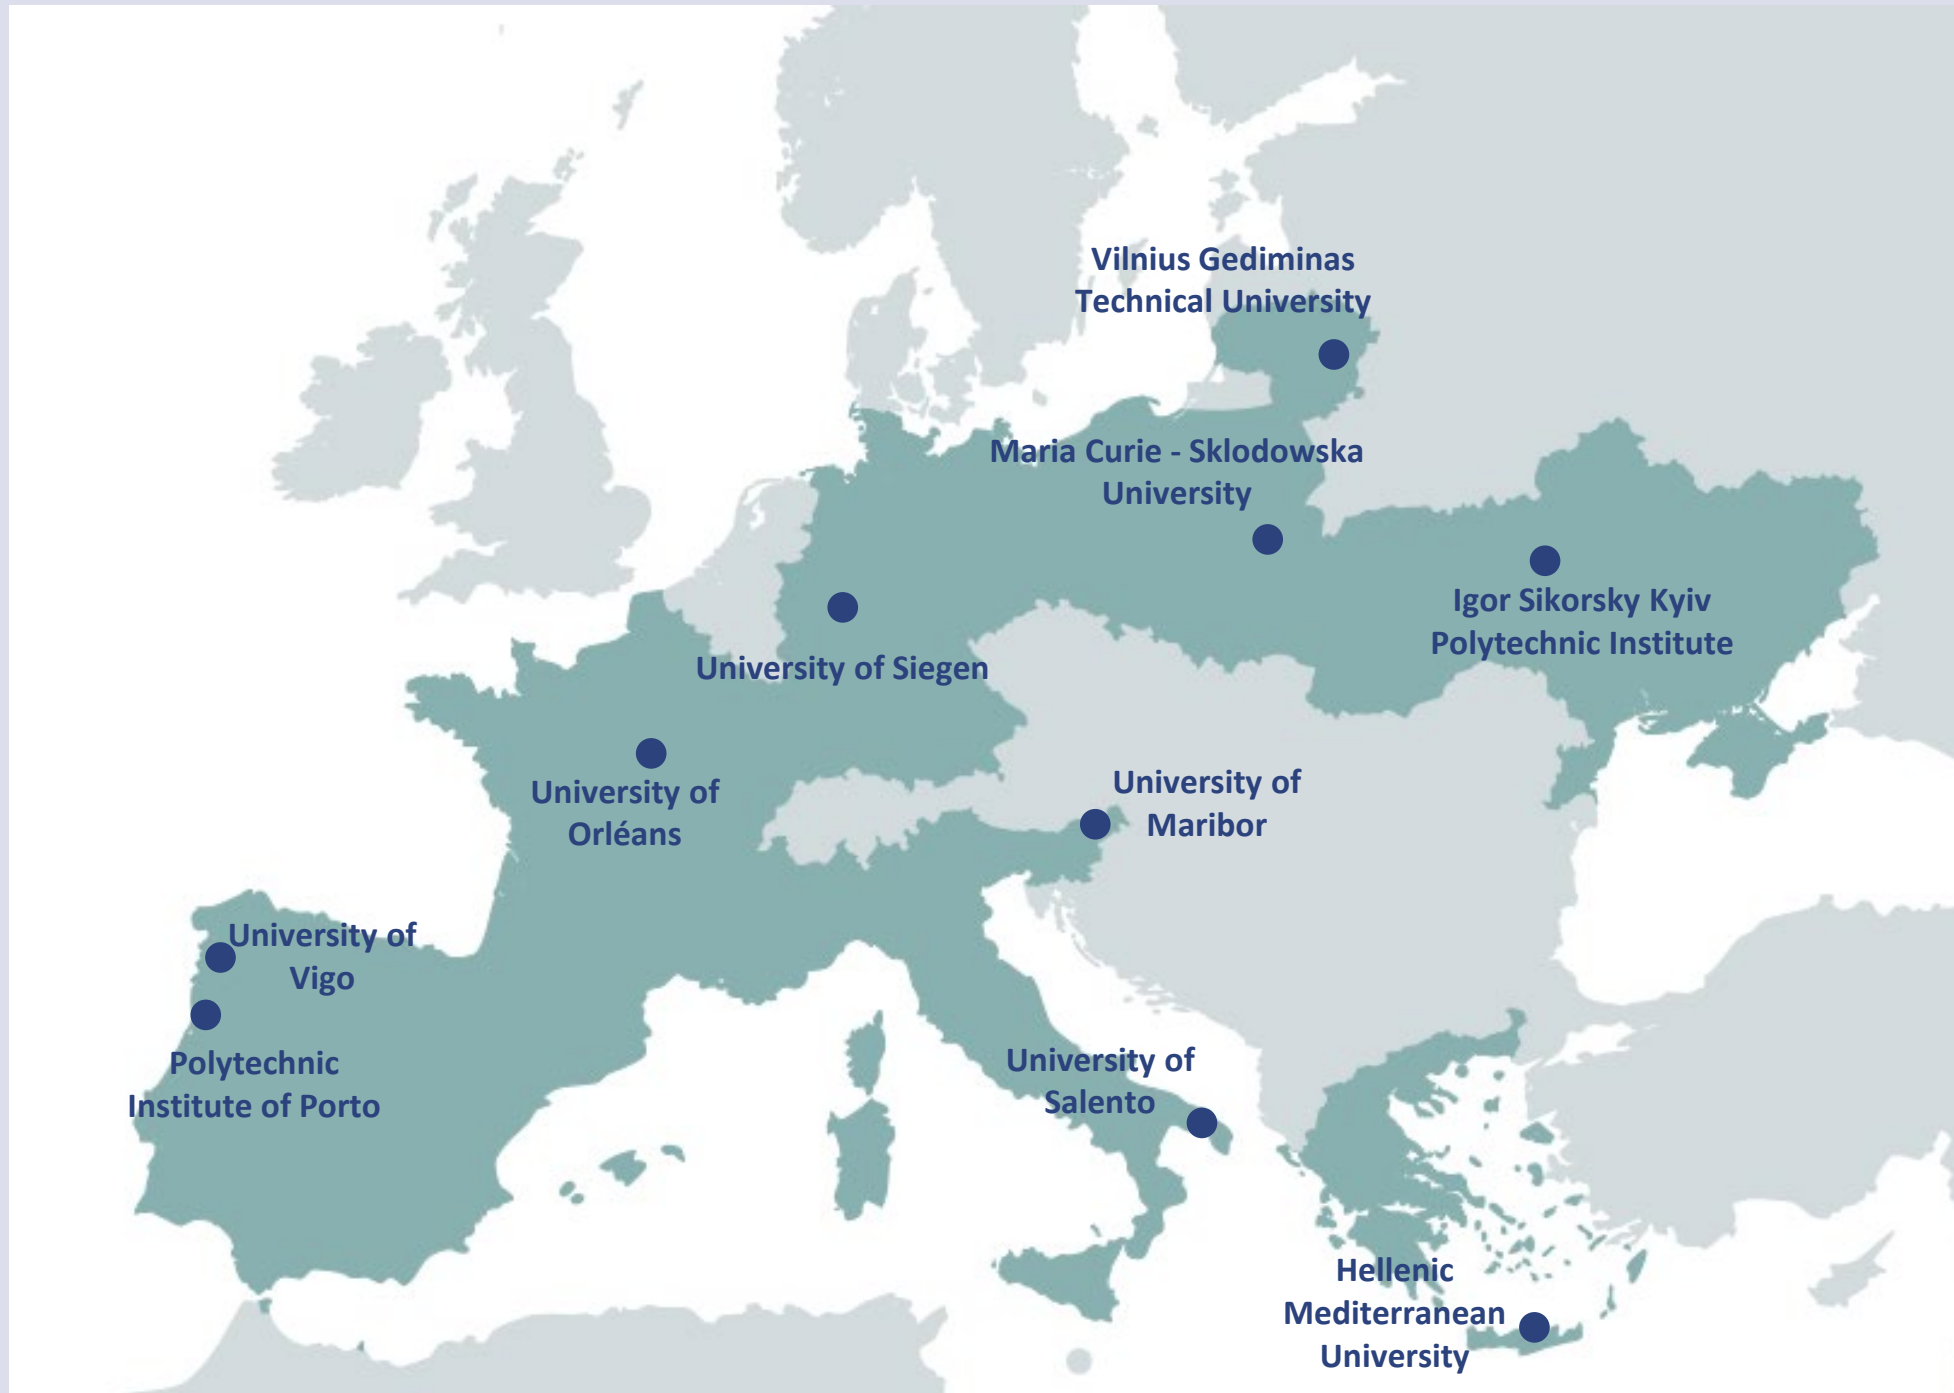 Vilnius Gediminas
Technical University
Maria Curie - Sklodowska
University
Igor Sikorsky Kyiv
Polytechnic Institute
University of Siegen
University of
Orléans
University of
Maribor
University of
Vigo
Polytechnic
Institute of Porto
University of
Salento
Hellenic
Mediterranean
University